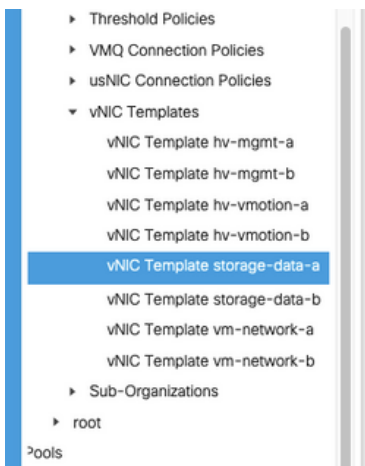 Threshold Policies
VMQ Connection Policies
usNIC Connection Policies
vNIC Templates
vNIC Template hv-mgmt-a
vNIC Template hv-mgmt-b
vNIC Template hv-vmotion-a
vNIC Template hv-vmotion-b
vNIC Template storage-data-a
vNIC Template storage-data-b
vNIC Template vm-network-a
vNIC Template vm-network-b
Sub-Organizations
root
Pools